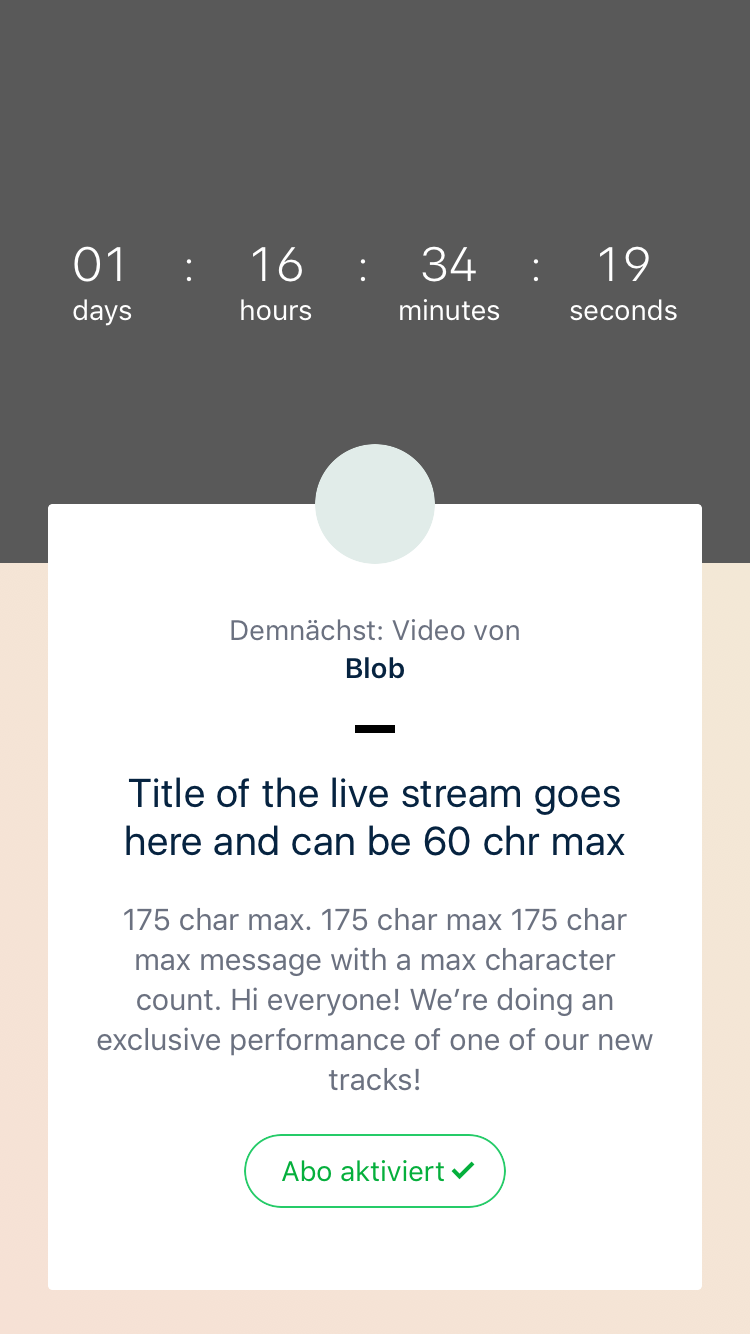 01 : 16 : 34 : 19
days hours minutes seconds
Demnächst: Video von
Blob
Title of the live stream goes
here and can be 60 chr max
175 char max. 175 char max 175 char
max message with a max character
count. Hi everyone! We’re doing an
exclusive performance of one of our new
tracks!
Abo aktiviert